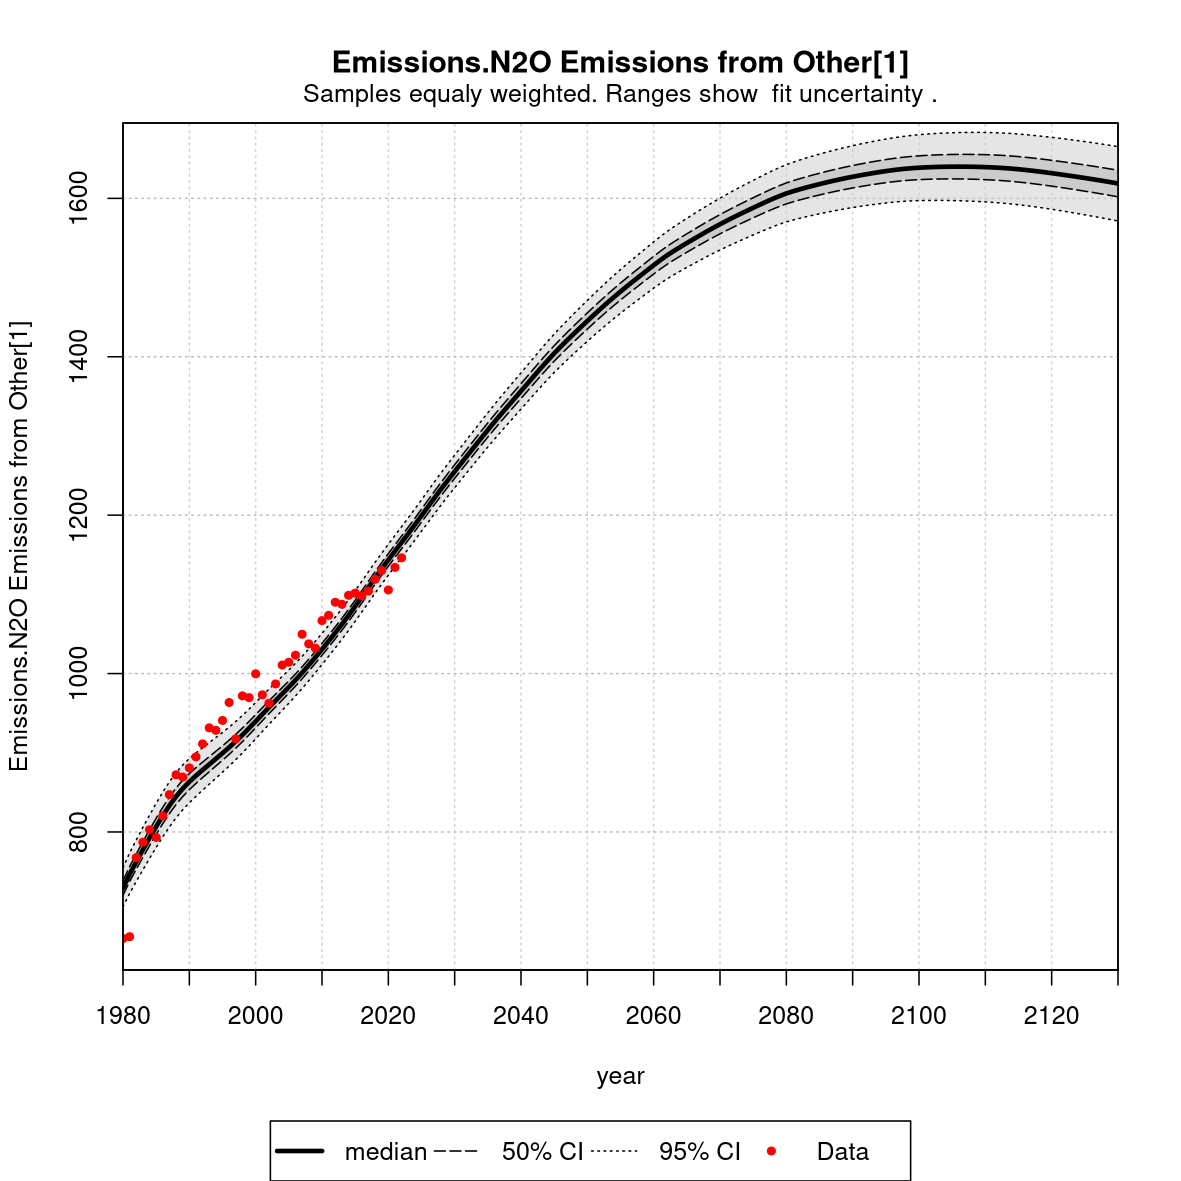 Emissions.N2O Emissions from Other[1]
Samples equaly weighted. Ranges show  fit uncertainty .
Emissions.N2O Emissions from Other[1]
1600
1400
1200
1000
800
1980 2000 2020 2040 2060 2080 2100 2120
year
median 50% CI 95% CI Data